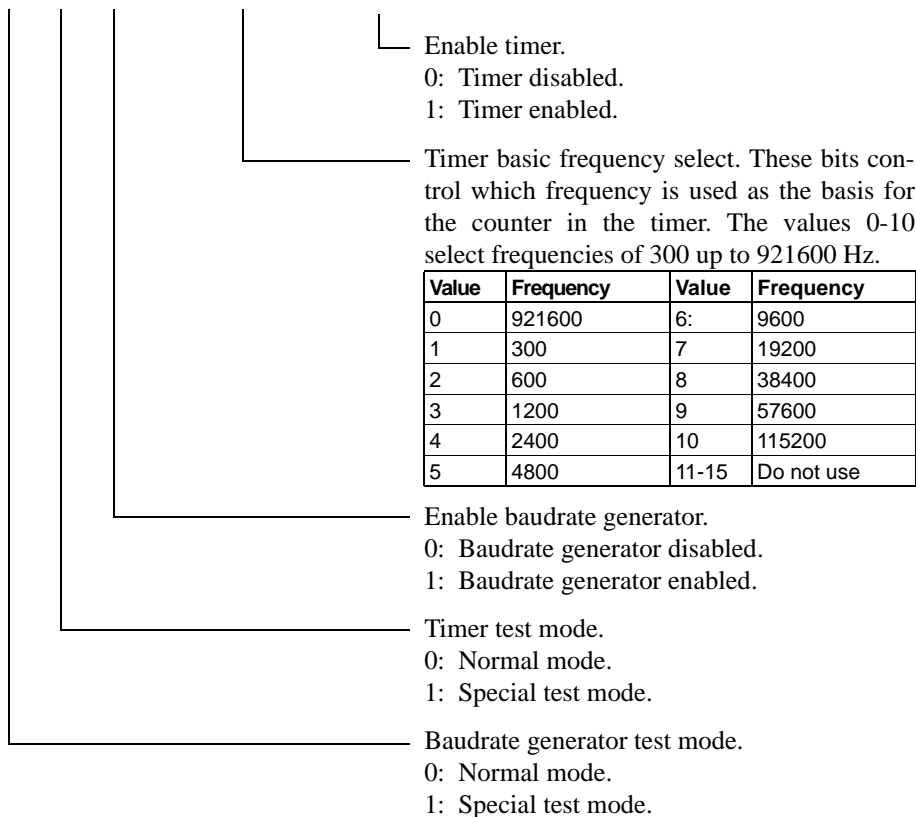 Enable timer.
0: Timer disabled.
1: Timer enabled.
Timer basic frequency select. These bits con-
trol which frequency is used as the basis for
the counter in the timer. The values 0-10
select frequencies of 300 up to 921600 Hz.
Value Frequency Value Frequency
0 921600 6: 9600
1 300 7 19200
2 600 8 38400
3 1200 9 57600
4 2400 10 115200
5 4800 11-15 Do not use
Enable baudrate generator.
0: Baudrate generator disabled.
1: Baudrate generator enabled.
Timer test mode.
0: Normal mode.
1: Special test mode.
Baudrate generator test mode.
0: Normal mode.
1: Special test mode.